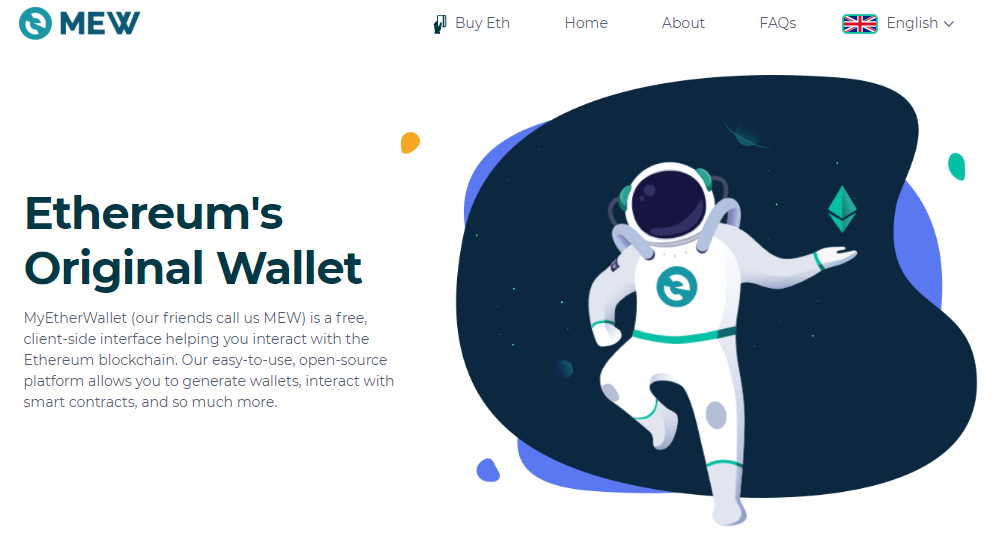 MEW
Buy Eth
Home
About
FAQs
English
Ethereum's
Original Wallet
MyEtherWallet (our friends call us MEW) is a free,
client-side interface helping you interact with the
Ethereum blockchain. Our easy-to-use, open-source
platform allows you to generate wallets, interact with
smart contracts, and so much more.